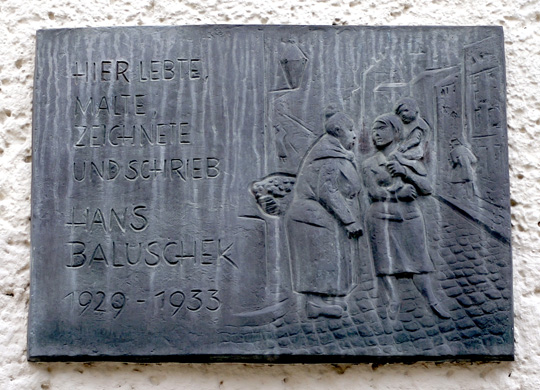 HIER LEBTE,
MALTE,
ZEICHNETE
UND SCHRIEB
HANS
BALUSCHEK
1929 - 1933